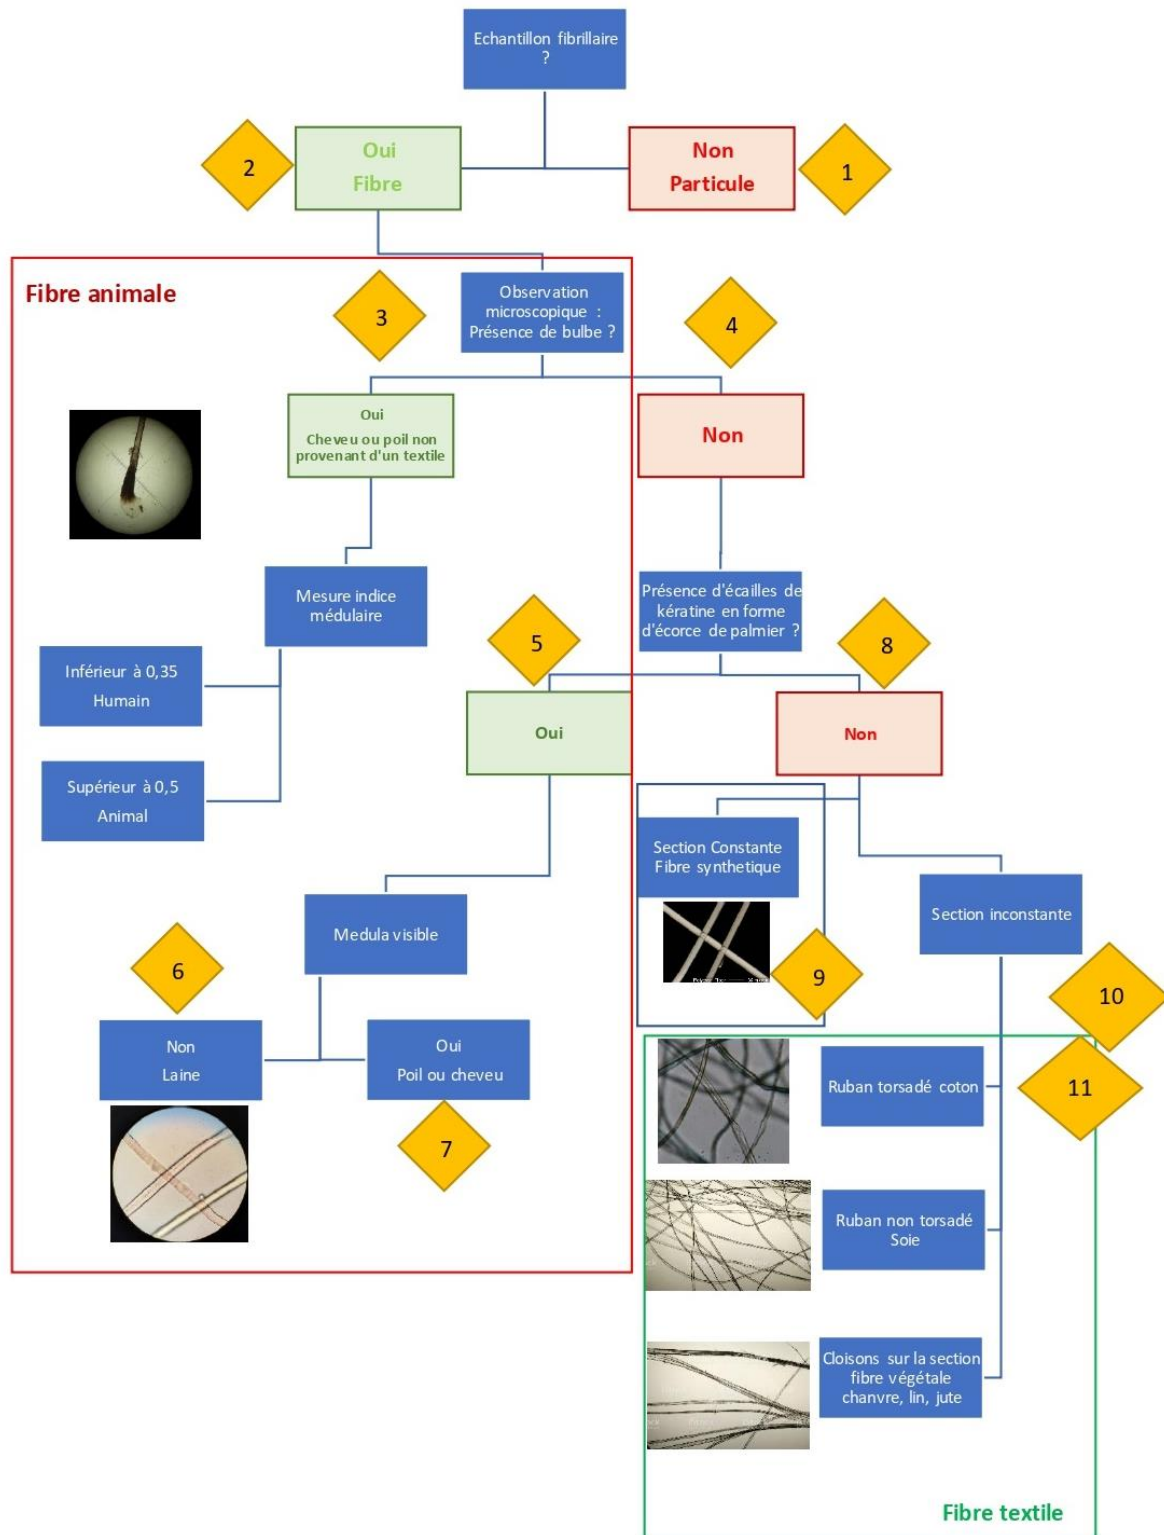 Echantillon fibrillaire
?
2
Oui
Fibre
Non
Particule
1
Fibre animale
3
Observation
microscopique :
Présence de bulbe ?
4
Oui
Cheveu ou poil non
provenant d'un textile
Non
Mesure indice
médulaire
Présence d'écailles de
kératine en forme
d'écorce de palmier ?
5
8
Inférieur à 0,35
Humain
Oui
Non
Supérieur à 0,5
Animal
Section Constante
Fibre synthetique
Section inconstante
Medula visible
6
9
10
Non
Laine
Oui
Poil ou cheveu
7
11
Ruban torsadé coton
Ruban non torsadé
Soie
Cloisons sur la section
fibre végétale
chanvre, lin, jute
Fibre textile